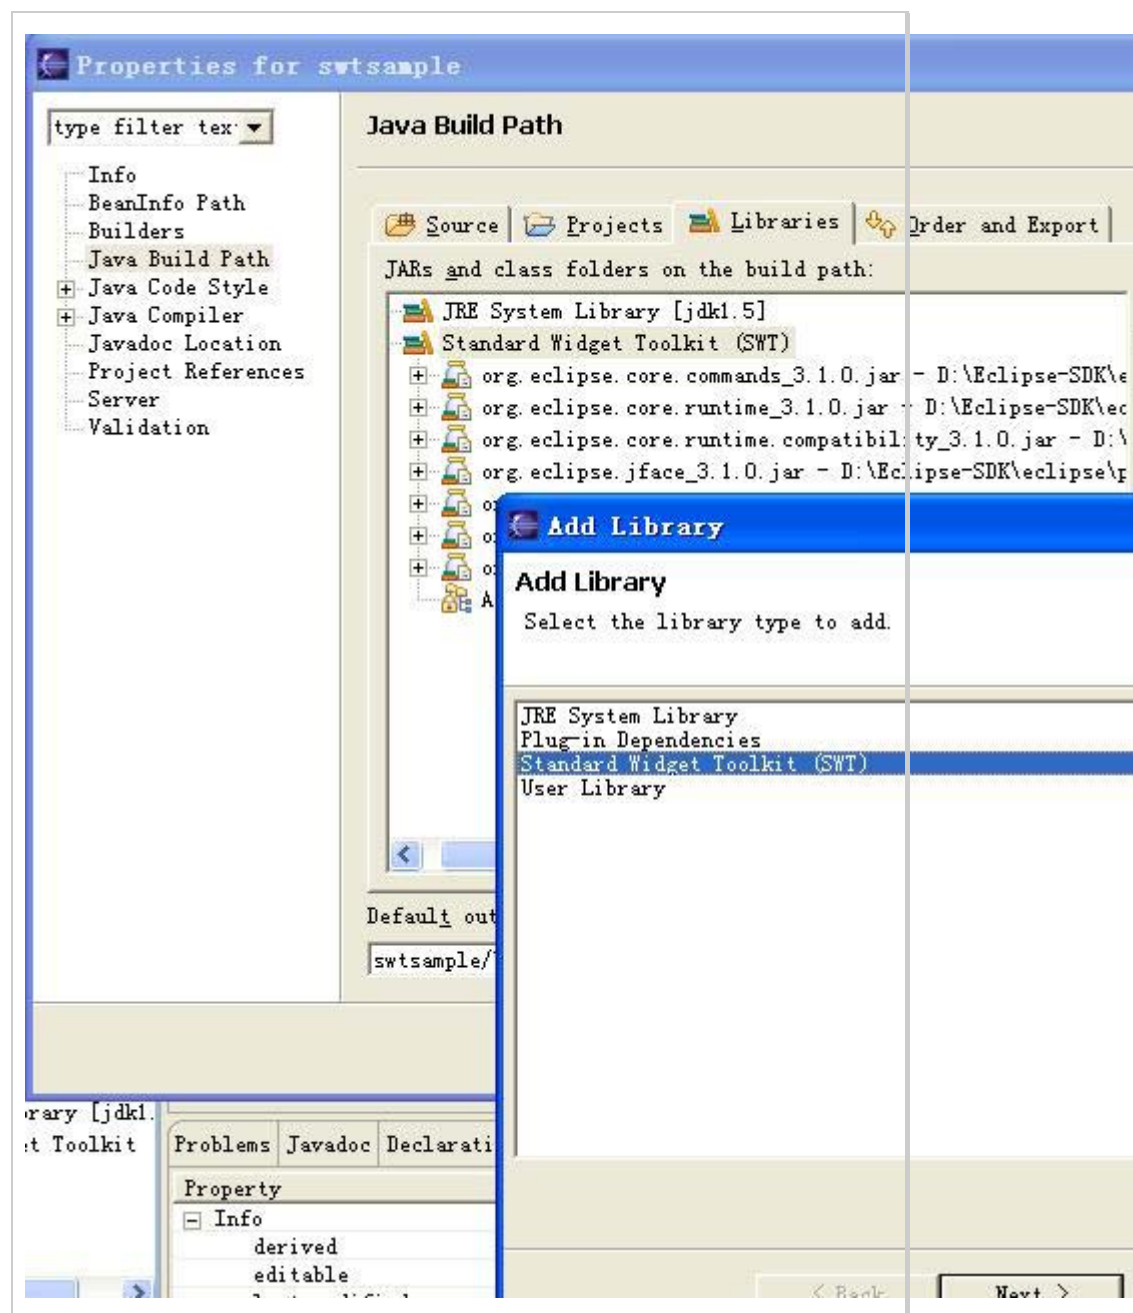 Properties for swtsample
type filter tex
Info
BeanInfo Path
Builders
Java Build Path
Java Code Style
Java Compiler
Javadoc Location
Project References
Server
Validation
Java Build Path
Source Projects Libraries Order and Export
JARs and class folders on the build path:
JRE System Library [jdk1.5]
Standard Widget Toolkit (SWT)
org.eclipse.core.commands_3.1.0.jar - D:\Eclipse-SDK\e
org.eclipse.core.runtime_3.1.0.jar - D:\Eclipse-SDK\ec
org.eclipse.core.runtime.compatibility_3.1.0.jar - D:\
org.eclipse.jface_3.1.0.jar - D:\Eclipse-SDK\eclipse\p
A
Default out
swtsample/
Add Library
Add Library
Select the library type to add.
JRE System Library
Plug-in Dependencies
Standard Widget Toolkit (SWT)
User Library
< Back Next >
rary [jdk1.
t Toolkit
Problems Javadoc Declarati
Property
Info
derived
editable